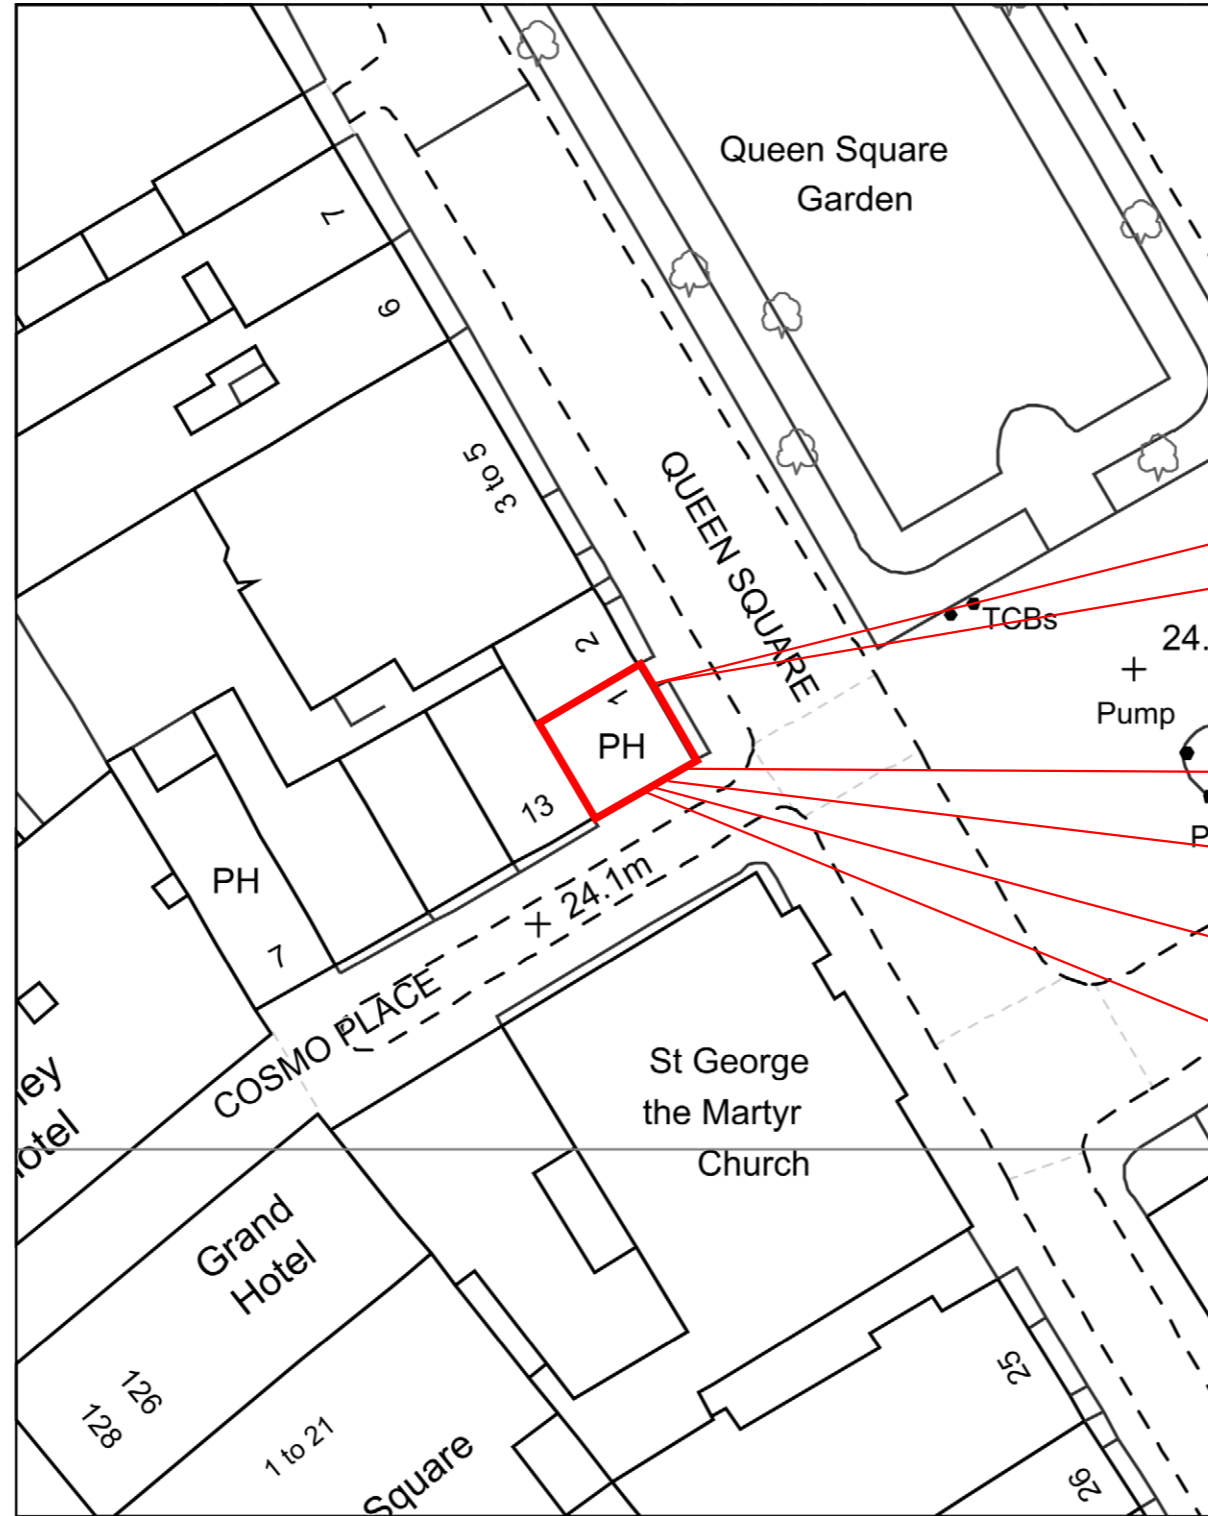 Queen Square
Garden
7
6
3 to 5
QUEEN SQUARE
TCBs
24.
Pump
2
1
PH
13
PH
7
24.1m
COSMO PLACE
St George
the Martyr
Church
Grand
Hotel
126
128
1 to 21
Square
25
26